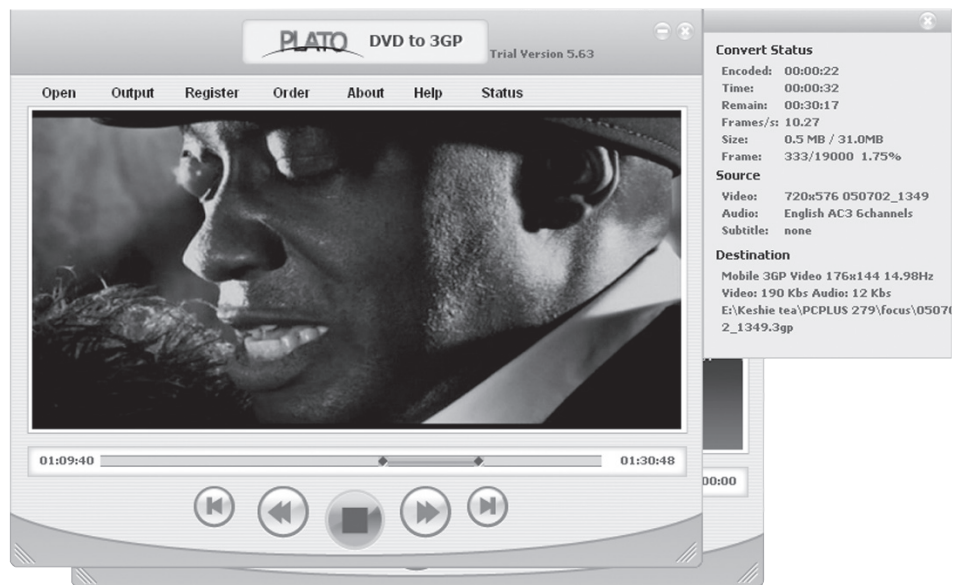 PLATO DVD to 3GP
Trial Version 5.63
Open Output Register Order About Help Status
01:09:40 01:30:48
Convert Status
Encoded: 00:00:22
Time: 00:00:32
Remain: 00:30:17
Frames/s: 10.27
Size: 0.5 MB / 31.0MB
Frame: 333/19000 1.75%
Source
Video: 720x576 050702_1349
Audio: English AC3 6channels
Subtitle: none
Destination
Mobile 3GP Video 176x144 14.98Hz
Video: 190 Kbs Audio: 12 Kbs
E:\Keshie tea\PCPLUS 279\focus\05070
2_1349.3gp
00:00